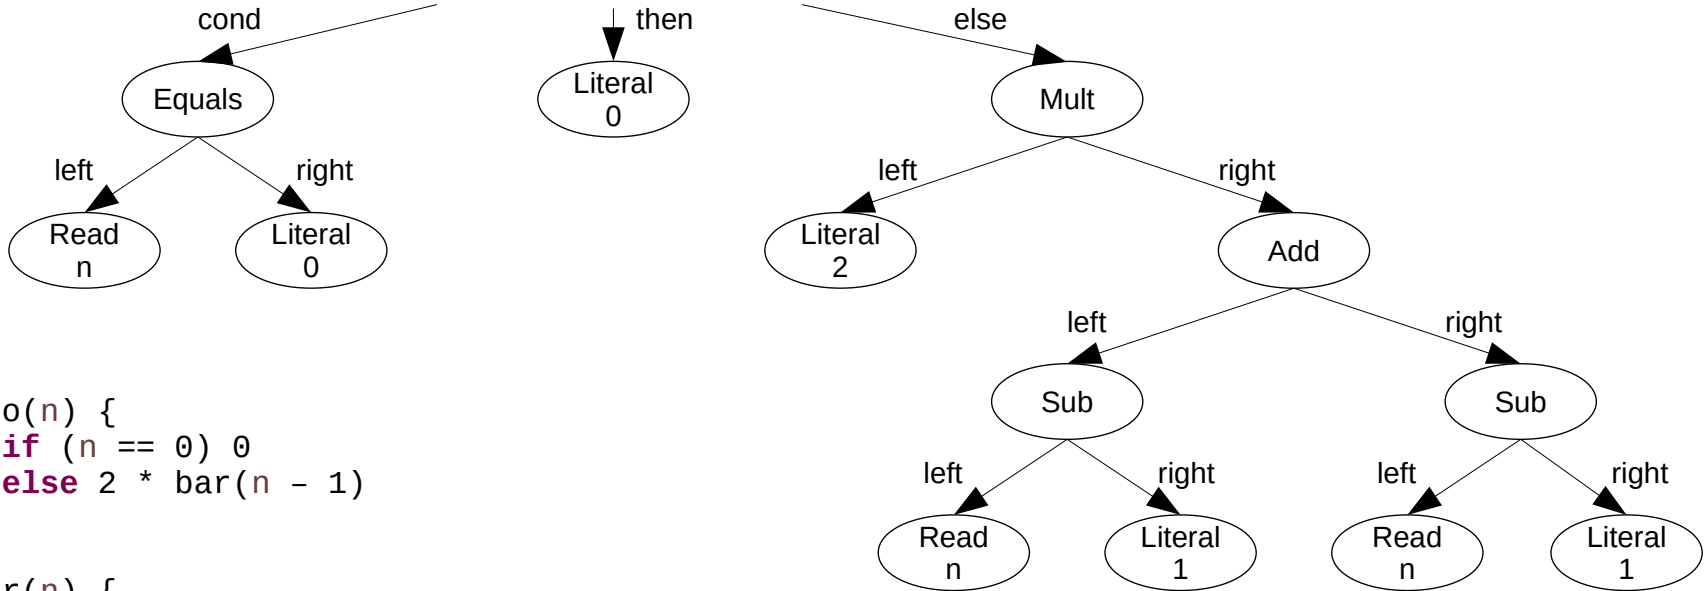 cond
then
else
Equals
Literal
0
Mult
left
right
left
right
Read
n
Literal
0
Literal
2
Add
left
right
Sub
Sub
o(n) {
if (n == 0) 0
else 2 * bar(n – 1)
left
right
left
right
Read
n
Literal
1
Read
n
Literal
1
r(n) {